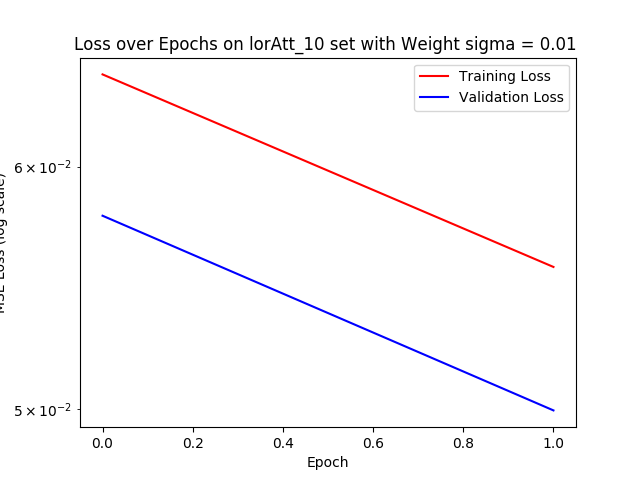 Loss over Epochs on lorAtt_10 set with Weight sigma = 0.01
Training Loss
Validation Loss
6 × 10⁻²
5 × 10⁻²
MSE Loss (log scale)
0.0 0.2 0.4 0.6 0.8 1.0
Epoch